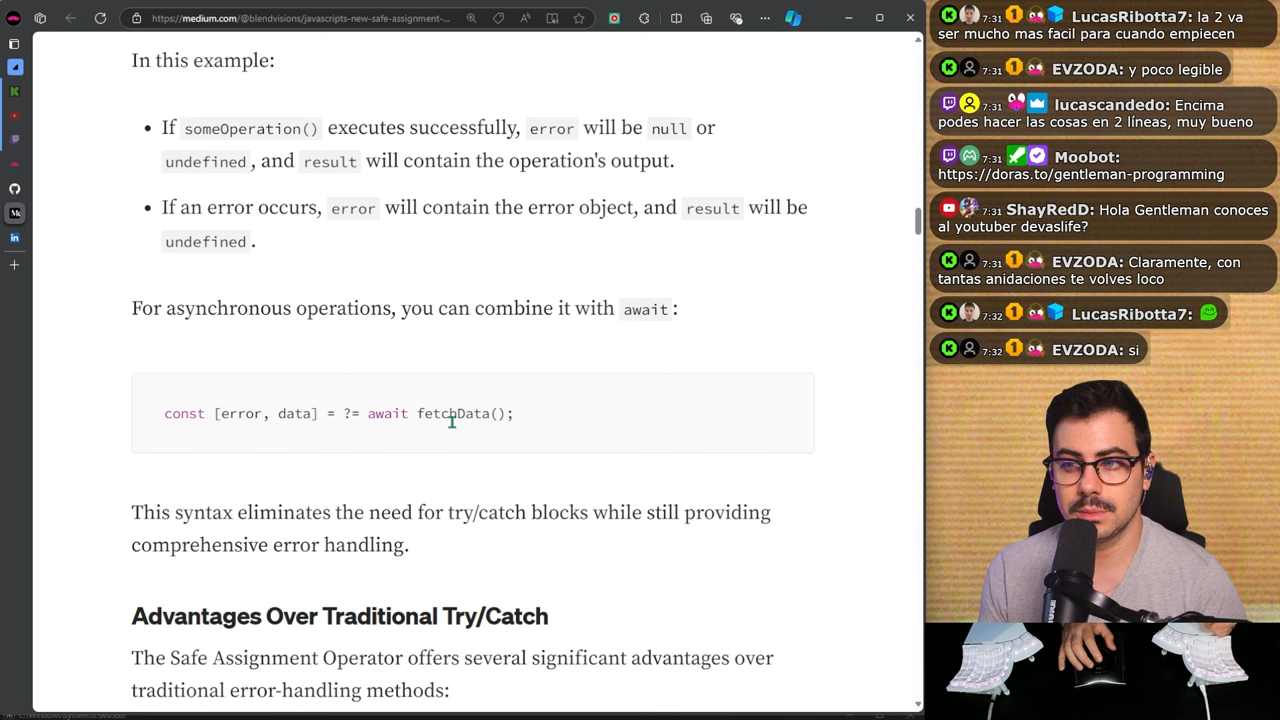 https://medium.com/@blendvisions/javascripts-new-safe-assignment-...
In this example:
• If someOperation() executes successfully, error will be null or
undefined, and result will contain the operation's output.
• If an error occurs, error will contain the error object, and result will be
undefined.
For asynchronous operations, you can combine it with await:
const [error, data] = ?= await fetchData();
This syntax eliminates the need for try/catch blocks while still providing
comprehensive error handling.
Advantages Over Traditional Try/Catch
The Safe Assignment Operator offers several significant advantages over
traditional error-handling methods:
7:31 LucasRibotta7: la 2 va
ser mucho mas facil para cuando empiecen
7:31 EVZODA: y poco legible
7:31 lucascandedo: Encima
podes hacer las cosas en 2 líneas, muy bueno
7:31 Moobot:
https://doras.to/gentleman-programming
7:31 ShayRedD: Hola Gentleman conoces
al youtuber devaslife?
7:31 EVZODA: Claramente, con
tantas anidaciones te volves loco
7:32 LucasRibotta7:
7:32 EVZODA: si